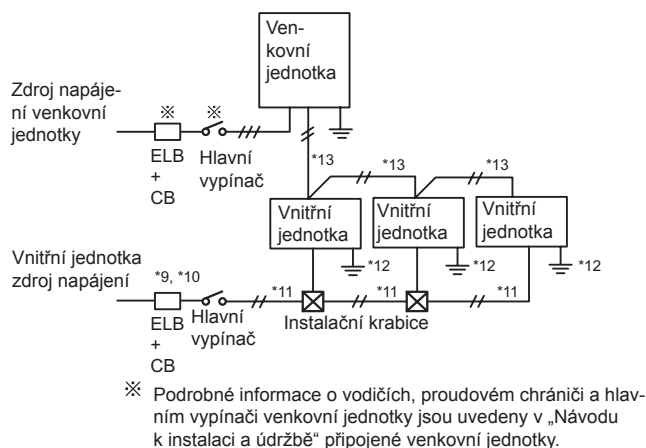 Ven-
kovní
jednotka
Zdroj napáje-
ní venkovní
jednotky
※
※
ELB
+
CB
Hlavní
vypínač
*13
*13
*13
Vnitřní
jednotka
Vnitřní
jednotka
Vnitřní
jednotka
*12
*12
*12
Vnitřní jednotka
zdroj napájení
*9, *10
*11
*11
*11
ELB
+
CB
Hlavní
vypínač
Instalační krabice
※ Podrobné informace o vodičích, proudovém chrániči a hlav-
ním vypínači venkovní jednotky jsou uvedeny v „Návodu
k instalaci a údržbě“ připojené venkovní jednotky.